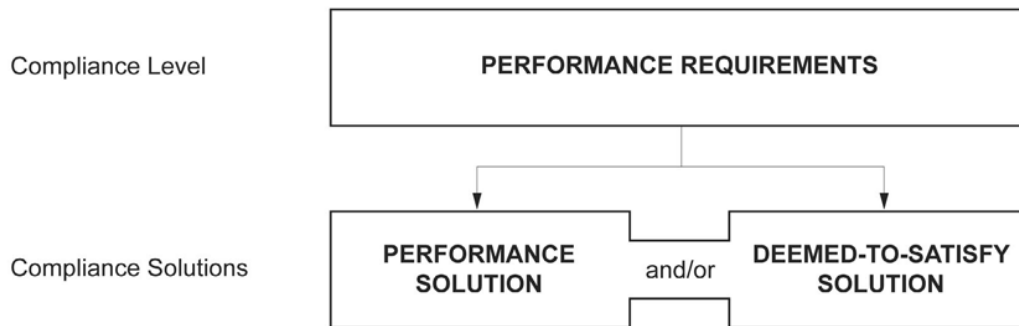 Compliance Level
PERFORMANCE REQUIREMENTS
Compliance Solutions
PERFORMANCE
SOLUTION
and/or
DEEMED-TO-SATISFY
SOLUTION